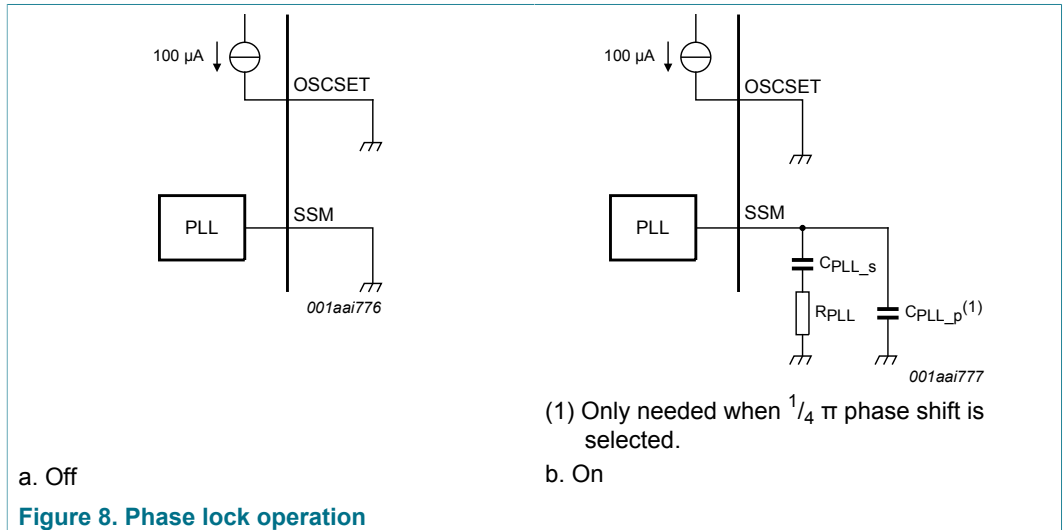 100 µA
OSCSET
PLL
SSM
001aai776
a. Off
100 µA
OSCSET
PLL
SSM
CPLL_s
RPLL
CPLL_p(1)
001aai777
(1) Only needed when 1/4 π phase shift is
selected.
b. On
Figure 8. Phase lock operation